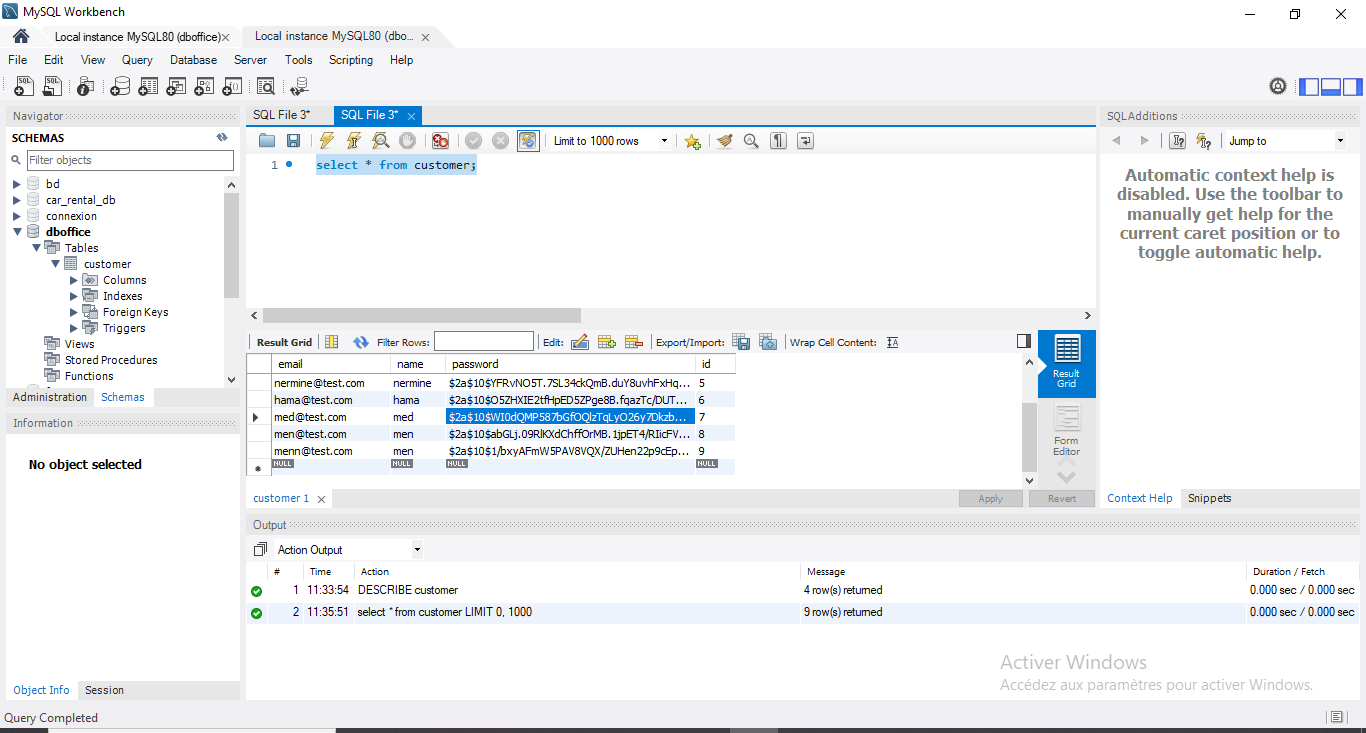 MySQL Workbench
Local instance MySQL80 (dboffice)
Local instance MySQL80 (dbo...
File Edit View Query Database Server Tools Scripting Help
Navigator
SCHEMAS
Filter objects
bd
car_rental_db
connexion
dboffice
Tables
customer
Columns
Indexes
Foreign Keys
Triggers
Views
Stored Procedures
Functions
Administration Schemas
Information
No object selected
Object Info Session
SQL File 3* SQL File 3*
Limit to 1000 rows
1 select * from customer;
Result Grid Filter Rows: Edit: Export/Import: Wrap Cell Content:
email name password id
nermine@test.com nermine $2a$10$YFRvNO5T.7SL34ckQmB.duY8uvhFxHq... 5
hama@test.com hama $2a$10$O5ZHXIE2tfHpED5ZPge8B.fqazTc/DUT... 6
med@test.com med $2a$10$WI0dQMP587bGfOQlzTqLyO26y7Dkzb... 7
men@test.com men $2a$10$abGLj.09RlKXdChffOrMB.1jpET4/RIcFV... 8
menn@test.com men $2a$10$1/bxyAFmW5PAV8VQX/ZUHen22p9cEp... 9
NULL NULL NULL NULL
Result Grid
Form Editor
customer 1
Apply Revert
SQLAdditions
Jump to
Automatic context help is
disabled. Use the toolbar to
manually get help for the
current caret position or to
toggle automatic help.
Context Help Snippets
Output
Action Output
# Time Action Message Duration / Fetch
1 11:33:54 DESCRIBE customer 4 row(s) returned 0.000 sec / 0.000 sec
2 11:35:51 select * from customer LIMIT 0, 1000 9 row(s) returned 0.000 sec / 0.000 sec
Activer Windows
Accédez aux paramètres pour activer Windows.
Query Completed